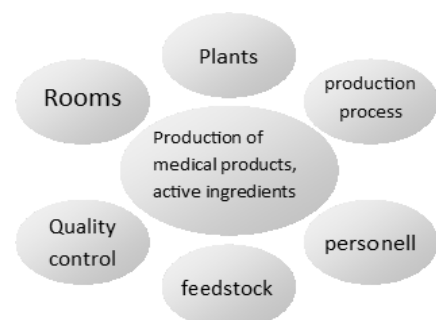 Plants
Rooms
production
process
Production of
medical products,
active ingredients
Quality
control
personell
feedstock